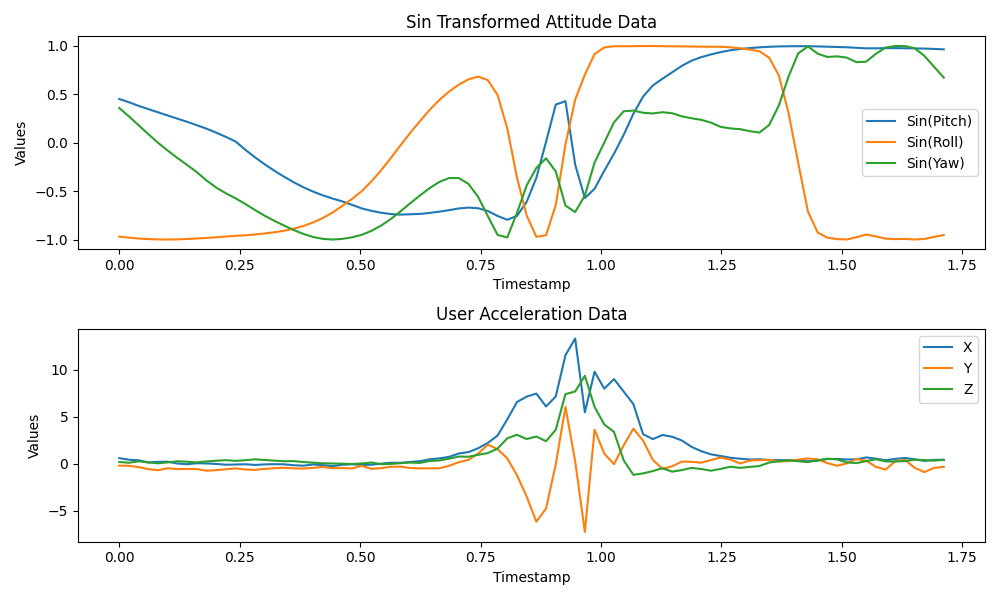 Sin Transformed Attitude Data
1.0
0.5
0.0
−0.5
−1.0
Values
Sin(Pitch)
Sin(Roll)
Sin(Yaw)
0.00 0.25 0.50 0.75 1.00 1.25 1.50 1.75
Timestamp
User Acceleration Data
10
5
0
−5
Values
X
Y
Z
0.00 0.25 0.50 0.75 1.00 1.25 1.50 1.75
Timestamp